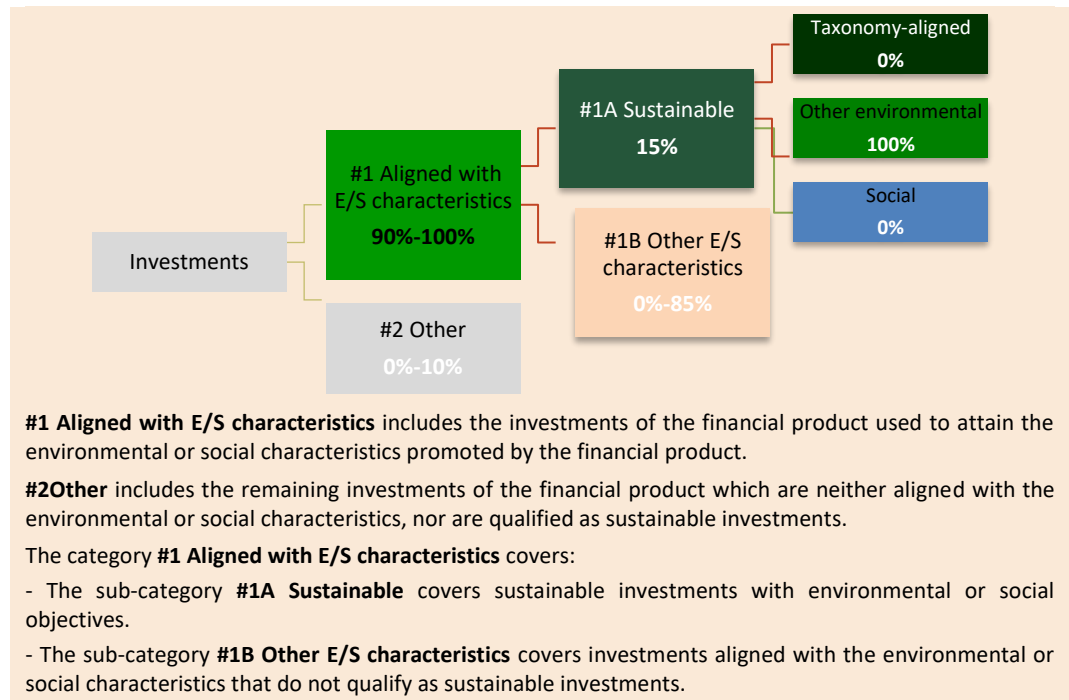 Taxonomy-aligned
0%
#1A Sustainable
15%
Other environmental
100%
#1 Aligned with
E/S characteristics
90%-100%
Social
0%
#1B Other E/S
characteristics
0%-85%
Investments
#2 Other
0%-10%
#1 Aligned with E/S characteristics includes the investments of the financial product used to attain the
environmental or social characteristics promoted by the financial product.
#2Other includes the remaining investments of the financial product which are neither aligned with the
environmental or social characteristics, nor are qualified as sustainable investments.
The category #1 Aligned with E/S characteristics covers:
- The sub-category #1A Sustainable covers sustainable investments with environmental or social
objectives.
- The sub-category #1B Other E/S characteristics covers investments aligned with the environmental or
social characteristics that do not qualify as sustainable investments.